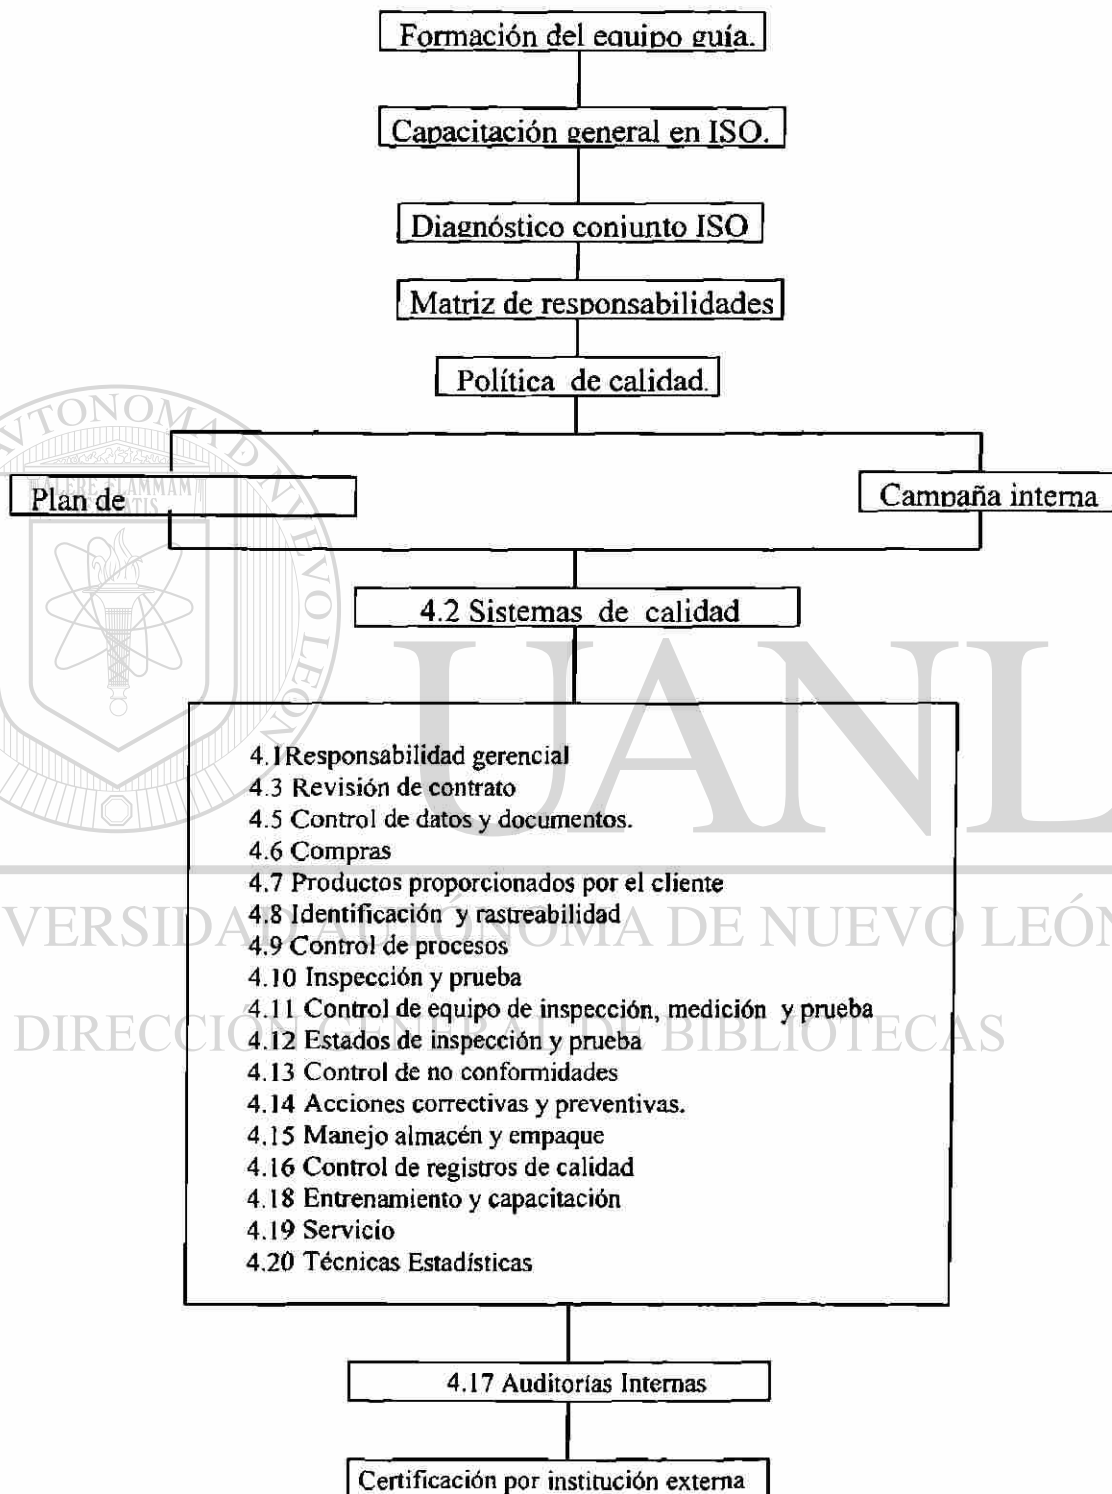 Formación del equipo guía.
Capacitación general en ISO.
Diagnóstico conjunto ISO
Matriz de responsabilidades
Política de calidad.
Plan de
Campaña interna
4.2 Sistemas de calidad
4.1Responsabilidad gerencial
4.3 Revisión de contrato
4.5 Control de datos y documentos.
4.6 Compras
4.7 Productos proporcionados por el cliente
4.8 Identificación y rastreabilidad
4.9 Control de procesos
4.10 Inspección y prueba
4.11 Control de equipo de inspección, medición y prueba
4.12 Estados de inspección y prueba
4.13 Control de no conformidades
4.14 Acciones correctivas y preventivas.
4.15 Manejo almacén y empaque
4.16 Control de registros de calidad
4.18 Entrenamiento y capacitación
4.19 Servicio
4.20 Técnicas Estadísticas
4.17 Auditorías Internas
Certificación por institución externa
UANL
VERSIDAD AUTÓNOMA DE NUEVO LEÓN
DIRECCIÓN GENERAL DE BIBLIOTECAS